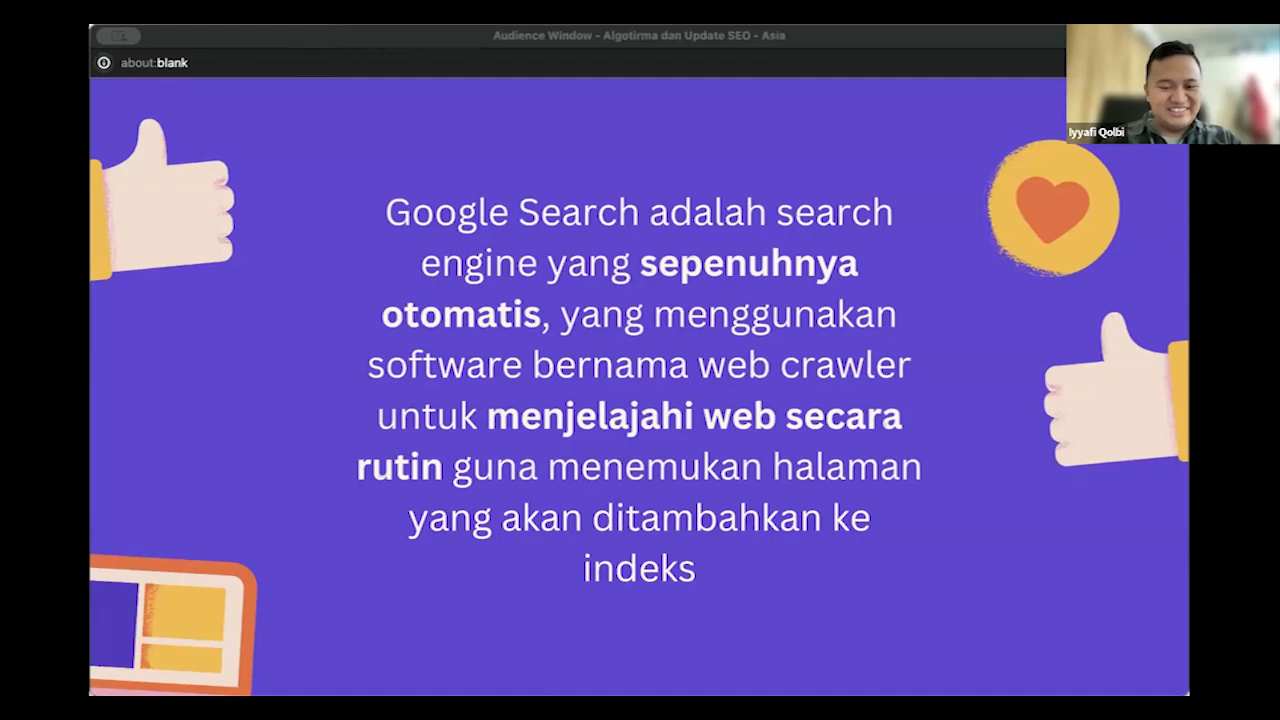 Audience Window - Algotirma dan Update SEO - Asia
about:blank
Iyyafi Qolbi
Google Search adalah search
engine yang sepenuhnya
otomatis, yang menggunakan
software bernama web crawler
untuk menjelajahi web secara
rutin guna menemukan halaman
yang akan ditambahkan ke
indeks